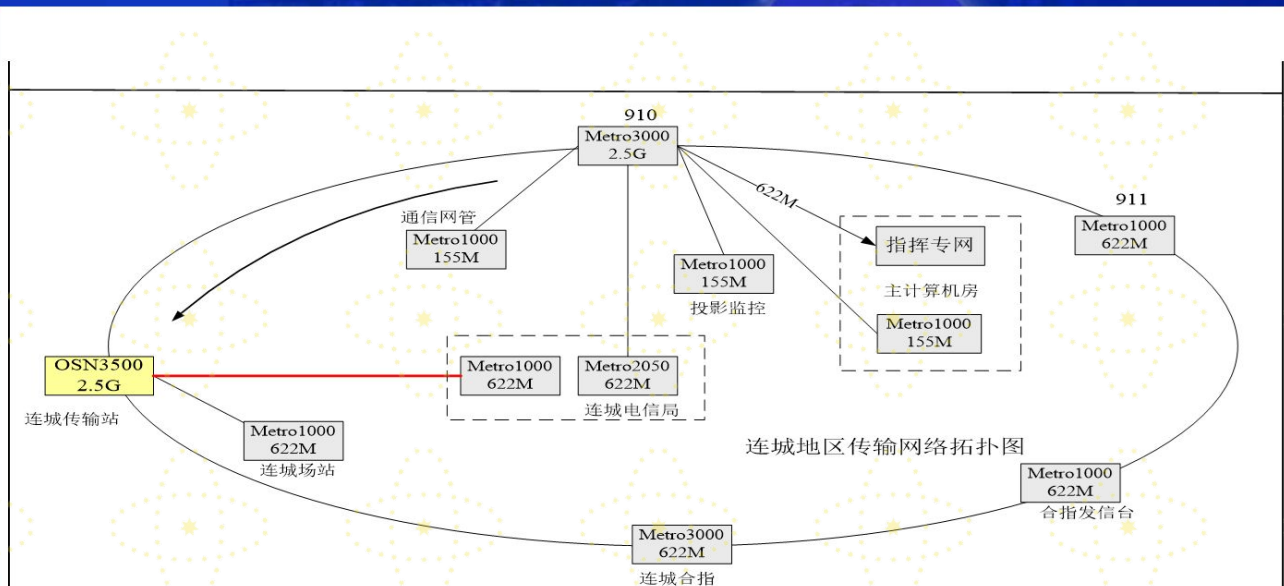 910
Metro3000
2.5G
622M
911
Metro1000
622M
通信网管
Metro1000
155M
指挥专网
Metro1000
155M
投影监控
主计算机房
Metro1000
155M
OSN3500
2.5G
连城传输站
Metro1000
622M
Metro2050
622M
连城电信局
Metro1000
622M
连城场站
连城地区传输网络拓扑图
Metro1000
622M
合指发信台
Metro3000
622M
连城合指